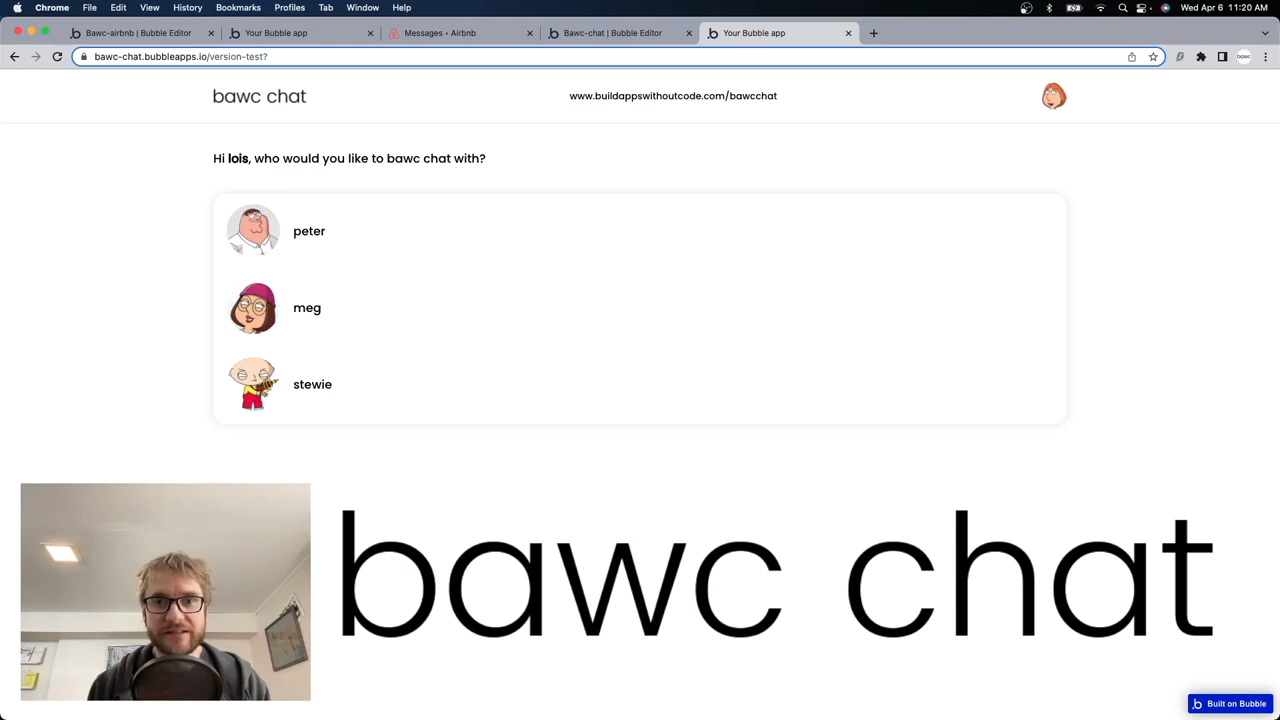 Chrome File Edit View History Bookmarks Profiles Tab Window Help Wed Apr 6 11:20 AM
Bawc-airbnb | Bubble Editor Your Bubble app Messages • Airbnb Bawc-chat | Bubble Editor Your Bubble app
bawc-chat.bubbleapps.io/version-test? bawc
bawc chat www.buildappswithoutcode.com/bawcchat
Hi lois, who would you like to bawc chat with?
peter
meg
stewie
bawc chat
Built on Bubble